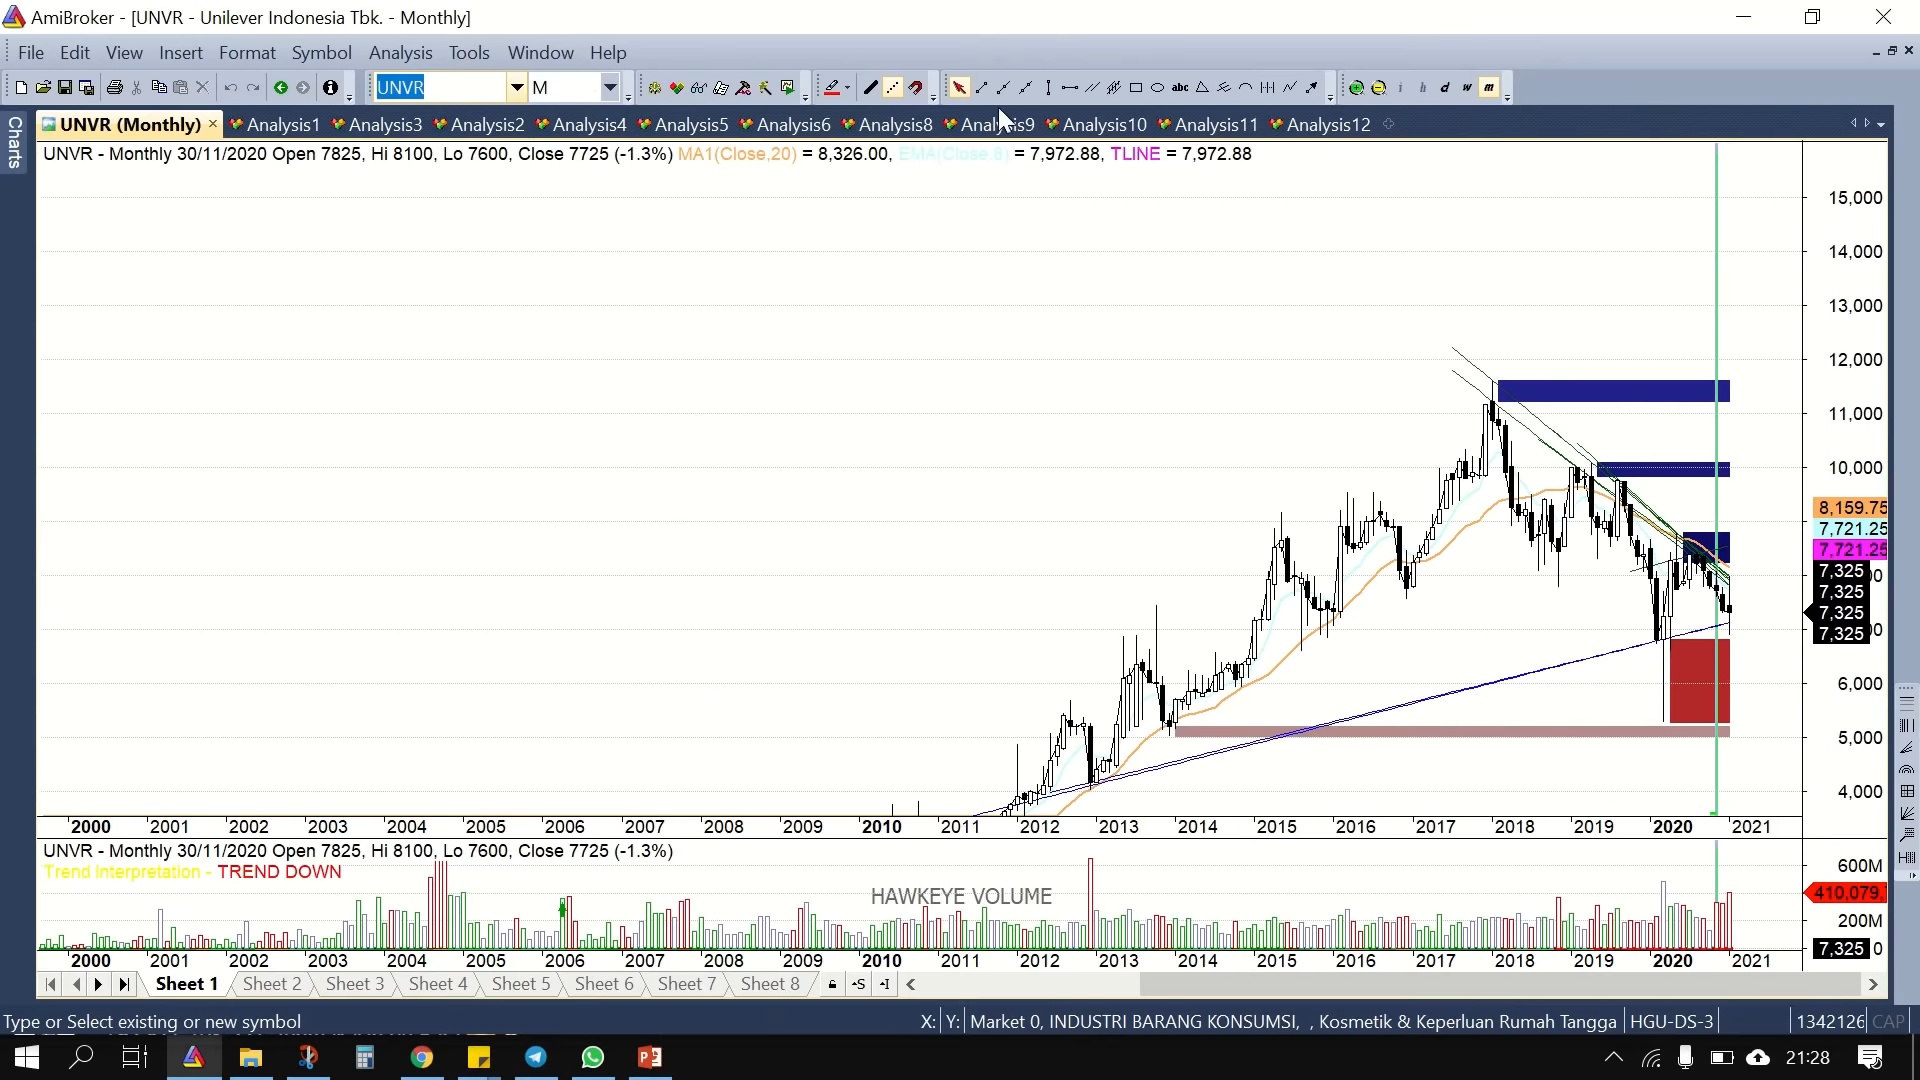 AmiBroker - [UNVR - Unilever Indonesia Tbk. - Monthly]
File Edit View Insert Format Symbol Analysis Tools Window Help
UNVR M abc i h d w m
Charts
UNVR (Monthly) × Analysis1 Analysis3 Analysis2 Analysis4 Analysis5 Analysis6 Analysis8 Analysis9 Analysis10 Analysis11 Analysis12
UNVR - Monthly 30/11/2020 Open 7825, Hi 8100, Lo 7600, Close 7725 (-1.3%) MA1(Close,20) = 8,326.00, EMA(Close,8) = 7,972.88, TLINE = 7,972.88
15,000
14,000
13,000
12,000
11,000
10,000
8,159.75
7,721.25
7,721.25
7,325
7,325
7,325
7,325
6,000
5,000
4,000
2000 2001 2002 2003 2004 2005 2006 2007 2008 2009 2010 2011 2012 2013 2014 2015 2016 2017 2018 2019 2020 2021
UNVR - Monthly 30/11/2020 Open 7825, Hi 8100, Lo 7600, Close 7725 (-1.3%)
Trend Interpretation - TREND DOWN
HAWKEYE VOLUME
600M
410,079,
200M
7,325 0
2000 2001 2002 2003 2004 2005 2006 2007 2008 2009 2010 2011 2012 2013 2014 2015 2016 2017 2018 2019 2020 2021
Sheet 1 Sheet 2 Sheet 3 Sheet 4 Sheet 5 Sheet 6 Sheet 7 Sheet 8
Type or Select existing or new symbol X: Y: Market 0, INDUSTRI BARANG KONSUMSI, , Kosmetik & Keperluan Rumah Tangga HGU-DS-3 1342126 CAP
21:28